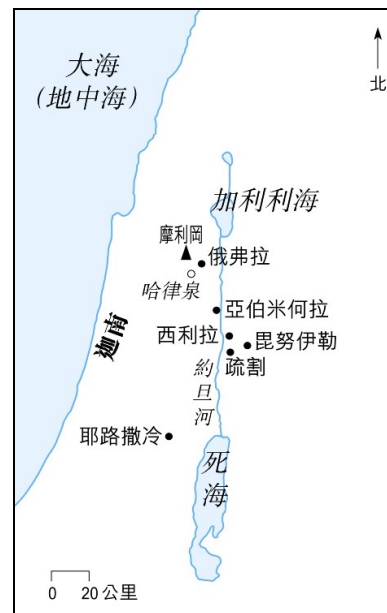 大海
(地中海)
北
加利利海
摩利岡
俄弗拉
哈律泉
亞伯米何拉
迦南
西利拉
毘努伊勒
疏割
約旦河
耶路撒冷
死海
0 20 公里